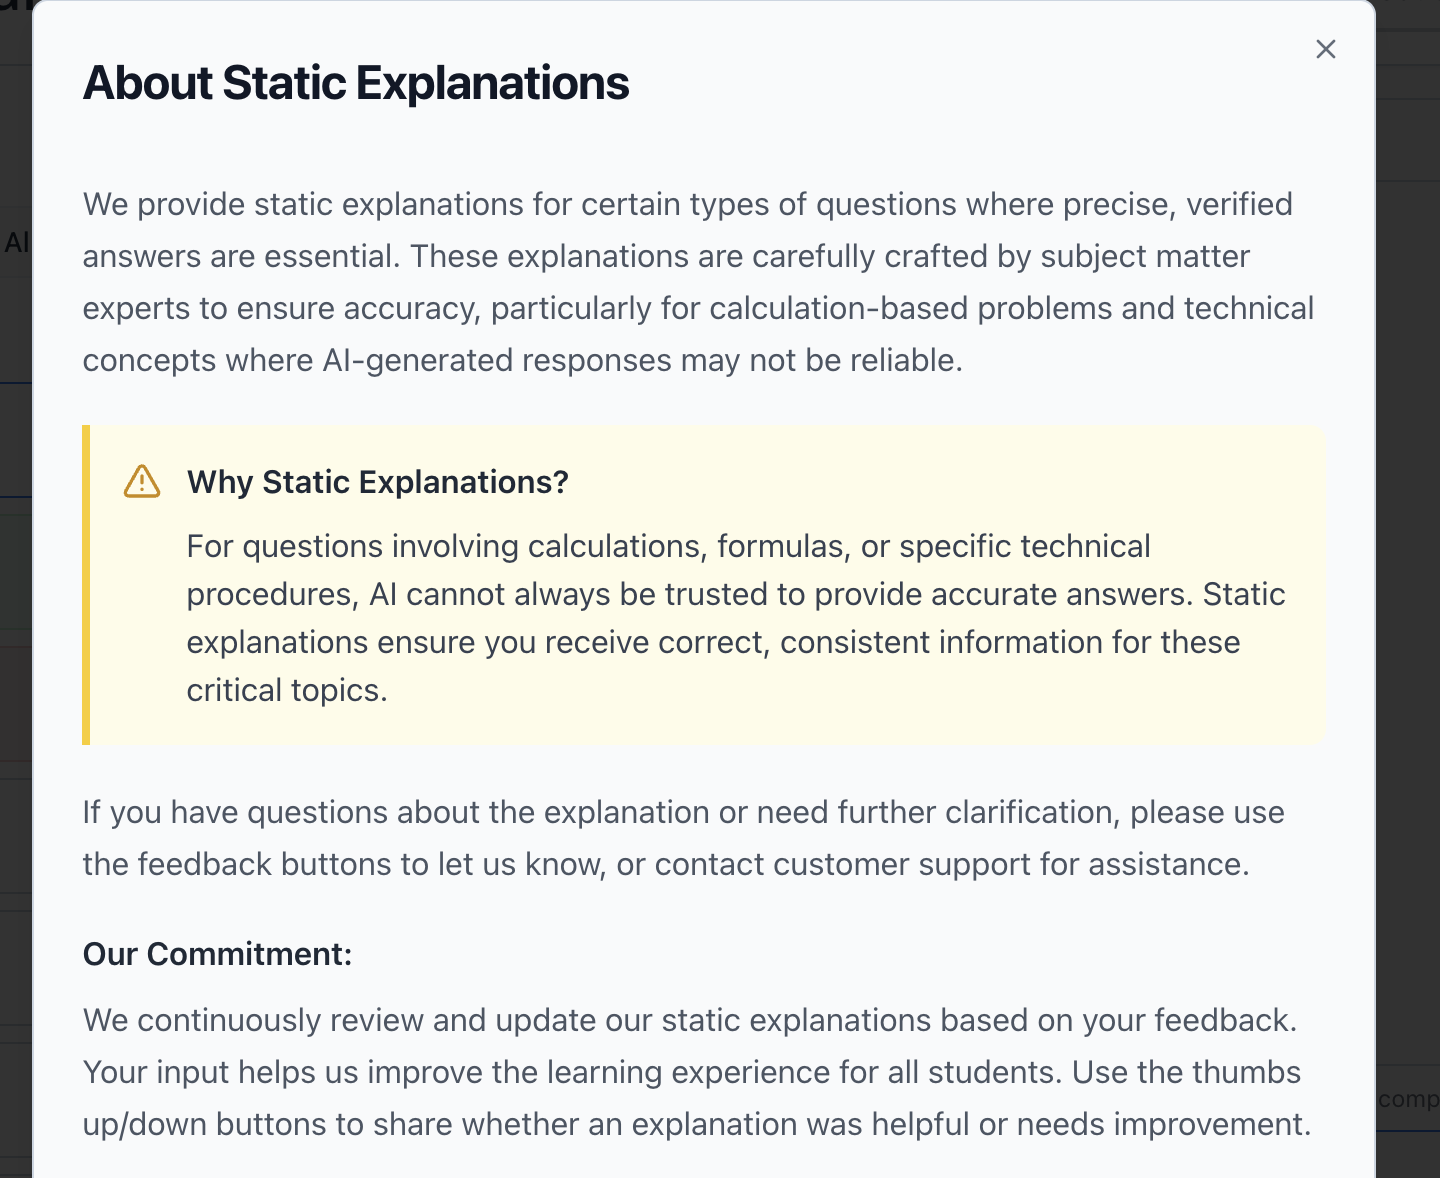 About Static Explanations
We provide static explanations for certain types of questions where precise, verified
answers are essential. These explanations are carefully crafted by subject matter
experts to ensure accuracy, particularly for calculation-based problems and technical
concepts where AI-generated responses may not be reliable.
Why Static Explanations?
For questions involving calculations, formulas, or specific technical
procedures, AI cannot always be trusted to provide accurate answers. Static
explanations ensure you receive correct, consistent information for these
critical topics.
If you have questions about the explanation or need further clarification, please use
the feedback buttons to let us know, or contact customer support for assistance.
Our Commitment:
We continuously review and update our static explanations based on your feedback.
Your input helps us improve the learning experience for all students. Use the thumbs
up/down buttons to share whether an explanation was helpful or needs improvement.